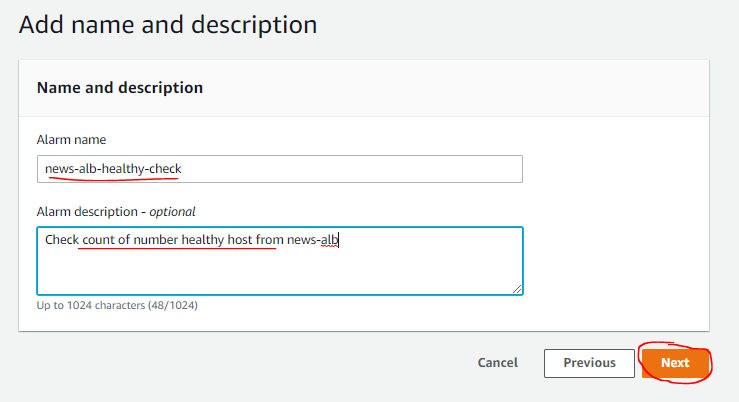 Add name and description
Name and description
Alarm name
news-alb-healthy-check
Alarm description - optional
Check count of number healthy host from news-alb
Up to 1024 characters (48/1024)
Cancel
Previous
Next